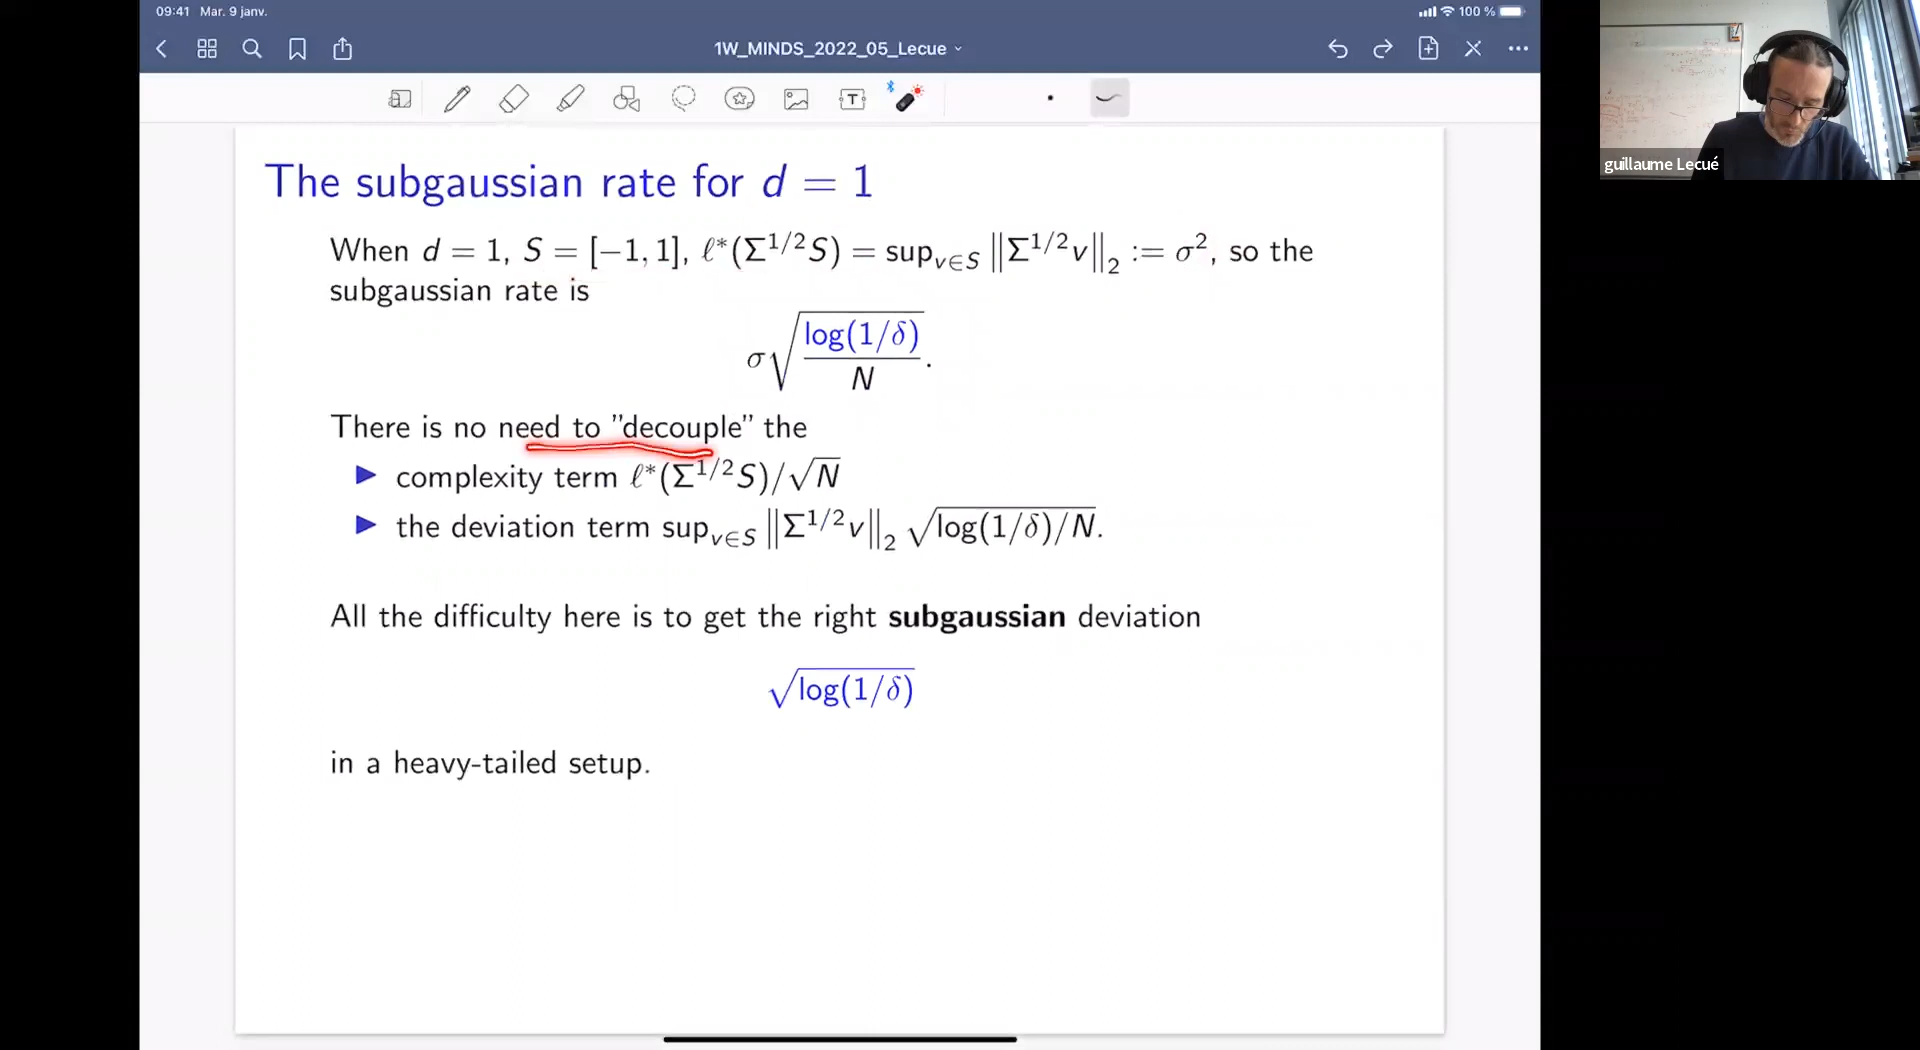 09:41 Mar. 9 janv.
100 %
1W_MINDS_2022_05_Lecue
guillaume Lecué
The subgaussian rate for d = 1
When d = 1, S = [−1, 1], ℓ*(Σ^{1/2}S) = sup_{v∈S} ‖Σ^{1/2}v‖_2 := σ², so the
subgaussian rate is
σ√(log(1/δ)/N).
There is no need to ”decouple” the
▶ complexity term ℓ*(Σ^{1/2}S)/√N
▶ the deviation term sup_{v∈S} ‖Σ^{1/2}v‖_2 √(log(1/δ)/N).
All the difficulty here is to get the right subgaussian deviation
√log(1/δ)
in a heavy-tailed setup.